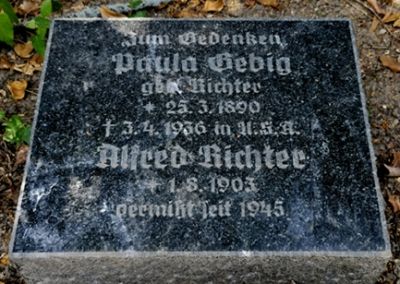 Zum Gedenken
Paula Gebig
geb. Richter
* 25. 3. 1890
† 3. 4. 1936 in U.S.A.
Alfred Richter
* 1. 8. 1903
vermißt seit 1945